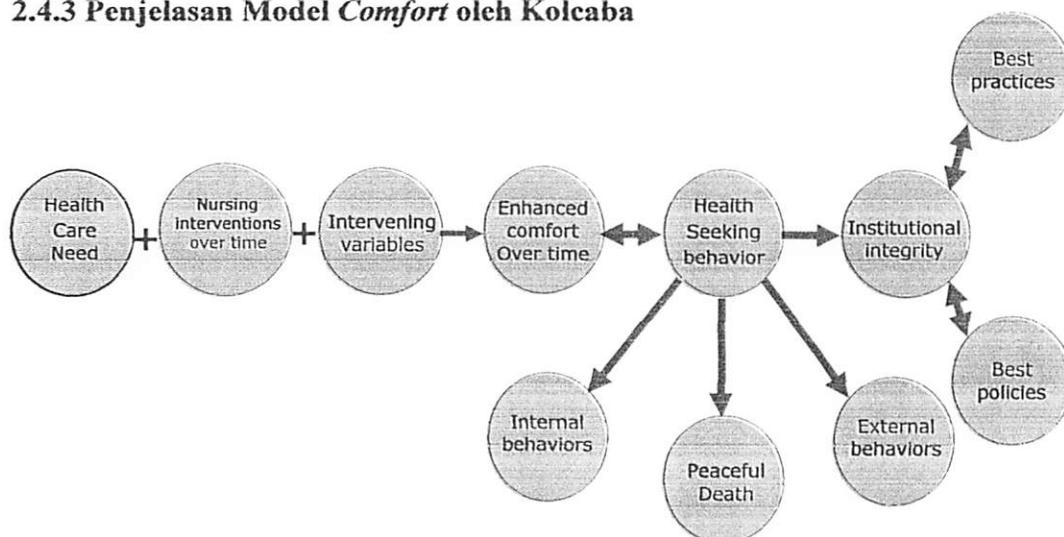 2.4.3 Penjelasan Model Comfort oleh Kolcaba
Best
practices
Health
Care
Need
+
Nursing
interventions
over time
+
Intervening
variables
Enhanced
comfort
Over time
Health
Seeking
behavior
Institutional
integrity
Best
policies
Internal
behaviors
Peaceful
Death
External
behaviors